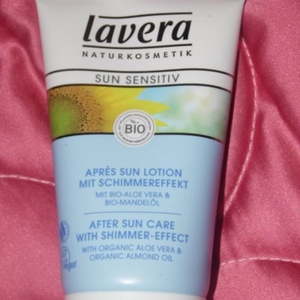 lavera
NATURKOSMETIK
SUN SENSITIV
BIO
APRÈS SUN LOTION
MIT SCHIMMEREFFEKT
MIT BIO-ALOE VERA &
BIO-MANDELÖL
AFTER SUN CARE
WITH SHIMMER-EFFECT
WITH ORGANIC ALOE VERA &
ORGANIC ALMOND OIL